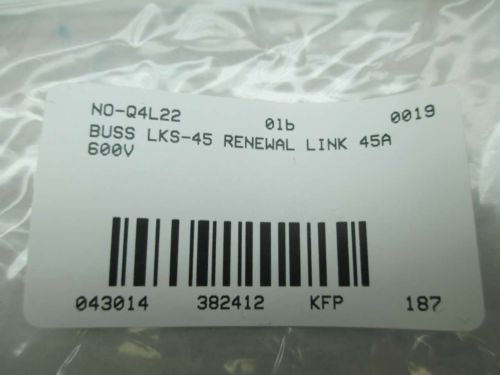 NO-Q4L22 01b 0019
BUSS LKS-45 RENEWAL LINK 45A
600V
043014 382412 KFP 187